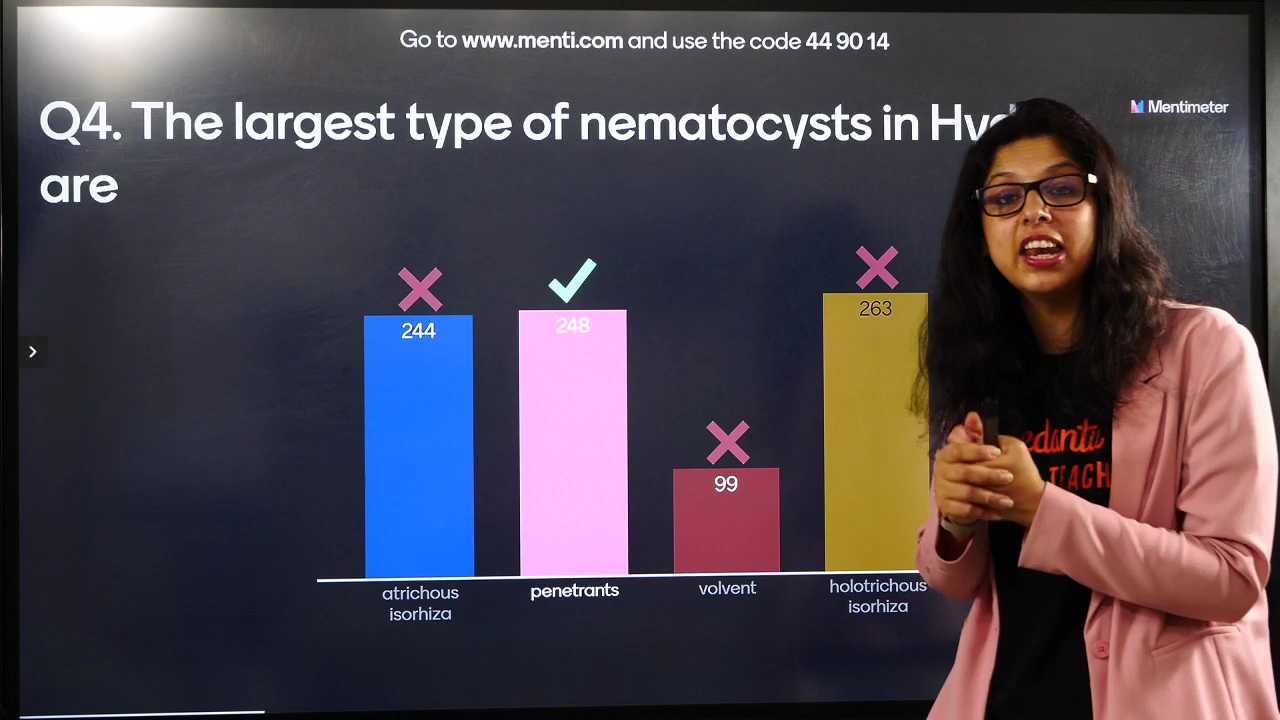 Go to www.menti.com and use the code 44 90 14
Mentimeter
Q4. The largest type of nematocysts in
are
244
248
99
263
atrichous
isorhiza
penetrants
volvent
holotrichous
isorhiza
TEACH